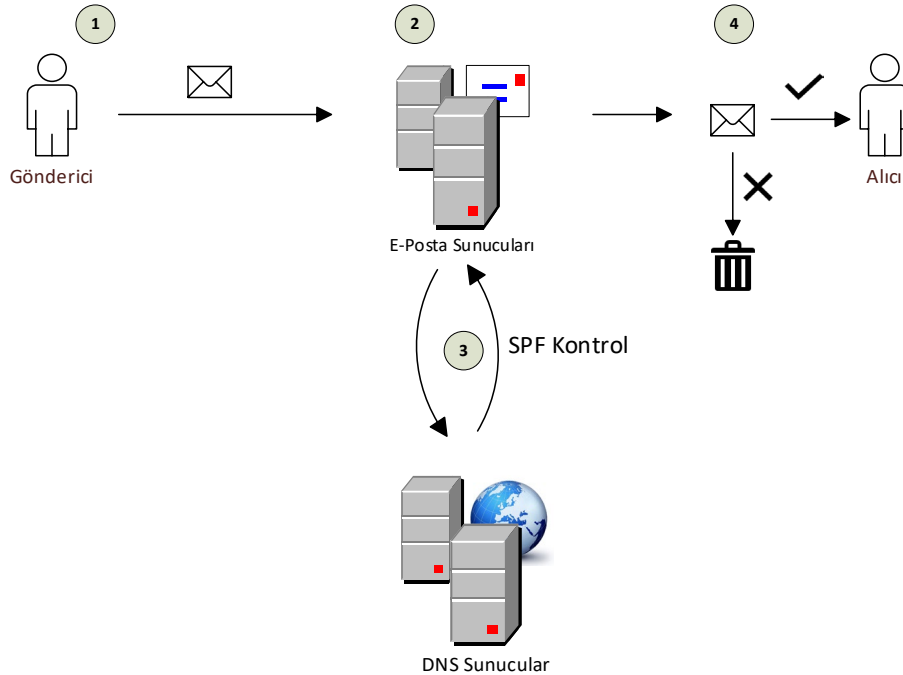 1
2
4
Gönderici
Alıcı
E-Posta Sunucuları
3
SPF Kontrol
DNS Sunucular